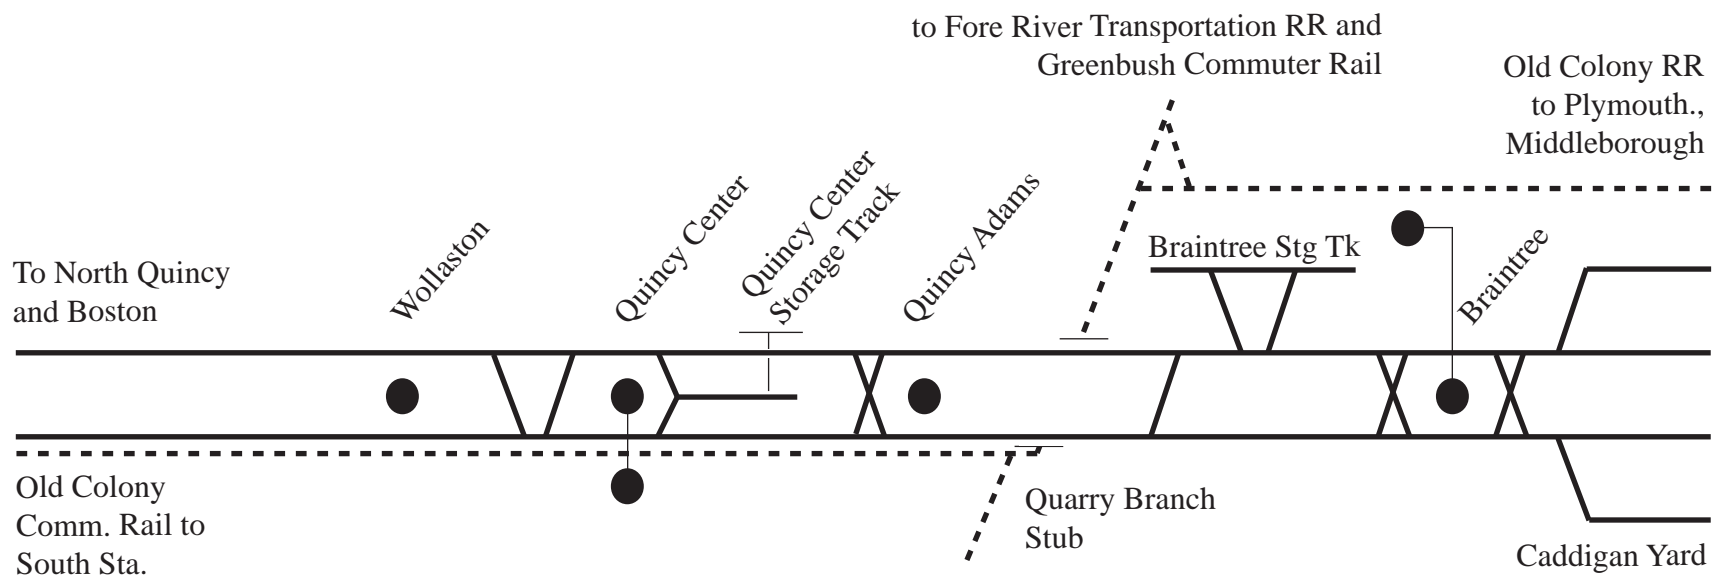 to Fore River Transportation RR and
Greenbush Commuter Rail
Old Colony RR
to Plymouth.,
Middleborough
To North Quincy
and Boston
Wollaston
Quincy Center
Quincy Center
Storage Track
Quincy Adams
Braintree Stg Tk
Braintree
Old Colony
Comm. Rail to
South Sta.
Quarry Branch
Stub
Caddigan Yard